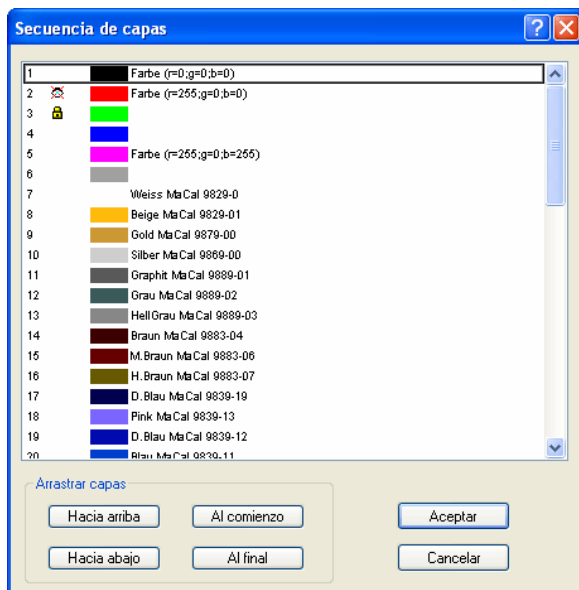 Secuencia de capas
1 Farbe (r=0;g=0;b=0)
2 Farbe (r=255;g=0;b=0)
3
4
5 Farbe (r=255;g=0;b=255)
6
7 Weiss MaCal 9829-0
8 Beige MaCal 9829-01
9 Gold MaCal 9879-00
10 Silber MaCal 9869-00
11 Graphit MaCal 9889-01
12 Grau MaCal 9889-02
13 HellGrau MaCal 9889-03
14 Braun MaCal 9883-04
15 M.Braun MaCal 9883-06
16 H.Braun MaCal 9883-07
17 D.Blau MaCal 9839-19
18 Pink MaCal 9839-13
19 D.Blau MaCal 9839-12
20 Blau MaCal 9839-11
Arrastrar capas
Hacia arriba Al comienzo Aceptar
Hacia abajo Al final Cancelar